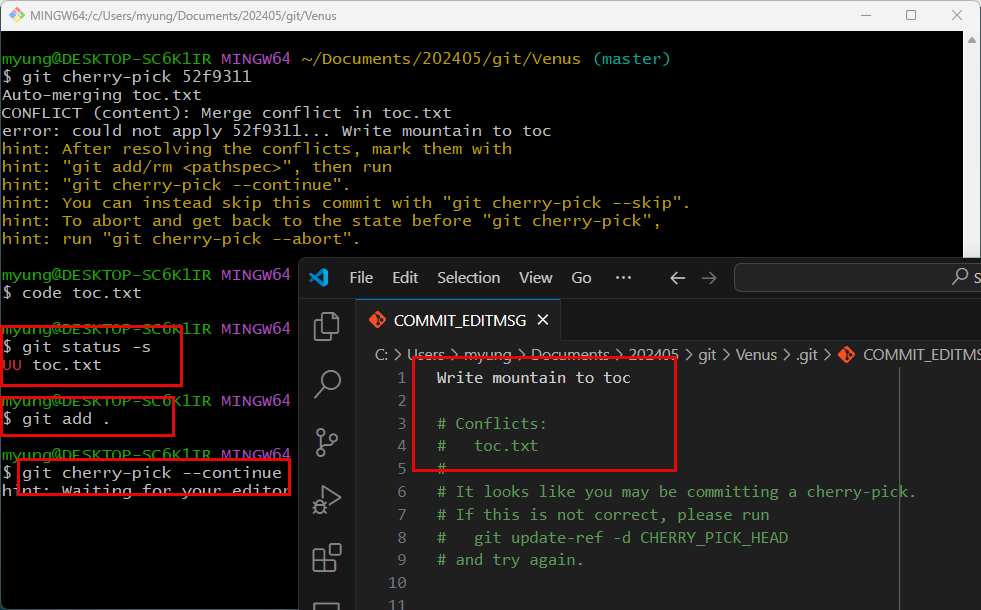 MINGW64:/c/Users/myung/Documents/202405/git/Venus
myung@DESKTOP-SC6K1IR MINGW64 ~/Documents/202405/git/Venus (master)
$ git cherry-pick 52f9311
Auto-merging toc.txt
CONFLICT (content): Merge conflict in toc.txt
error: could not apply 52f9311... Write mountain to toc
hint: After resolving the conflicts, mark them with
hint: "git add/rm <pathspec>", then run
hint: "git cherry-pick --continue".
hint: You can instead skip this commit with "git cherry-pick --skip".
hint: To abort and get back to the state before "git cherry-pick",
hint: run "git cherry-pick --abort".
myung@DESKTOP-SC6K1IR MINGW64
$ code toc.txt
myung@DESKTOP-SC6K1IR MINGW64
$ git status -s
UU toc.txt
myung@DESKTOP-SC6K1IR MINGW64
$ git add .
myung@DESKTOP-SC6K1IR MINGW64
$ git cherry-pick --continue
hint: Waiting for your editor
File Edit Selection View Go ··· S
COMMIT_EDITMSG
C: > Users > myung > Documents > 202405 > git > Venus > .git > COMMIT_EDITMS
1 Write mountain to toc
2
3 # Conflicts:
4 # toc.txt
5 #
6 # It looks like you may be committing a cherry-pick.
7 # If this is not correct, please run
8 # git update-ref -d CHERRY_PICK_HEAD
9 # and try again.
10
11